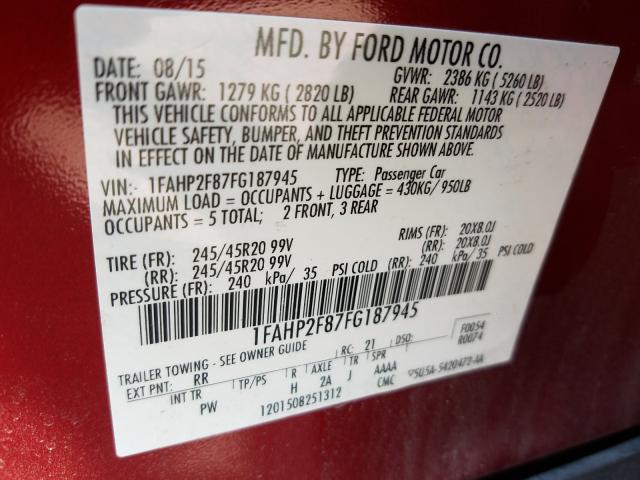 MFD. BY FORD MOTOR CO.
DATE: 08/15 GVWR: 2386 KG (5260 LB)
FRONT GAWR: 1279 KG (2820 LB) REAR GAWR: 1143 KG (2520 LB)
THIS VEHICLE CONFORMS TO ALL APPLICABLE FEDERAL MOTOR
VEHICLE SAFETY, BUMPER, AND THEFT PREVENTION STANDARDS
IN EFFECT ON THE DATE OF MANUFACTURE SHOWN ABOVE.
VIN: 1FAHP2F87FG187945 TYPE: Passenger Car
MAXIMUM LOAD = OCCUPANTS + LUGGAGE = 430KG/950LB
OCCUPANTS = 5 TOTAL; 2 FRONT, 3 REAR
TIRE (FR): 245/45R20 99V RIMS (FR): 20X8.0J
(RR): 245/45R20 99V (RR): 20X8.0J
PRESSURE (FR): 240 kPa/ 35 PSI COLD (RR): 240 kPa/ 35 PSI COLD
1FAHP2F87FG187945
TRAILER TOWING - SEE OWNER GUIDE RC: 21 DSO: F0054
R0074
EXT PNT: RR INT TR TP/PS R AXLE TR SPR
PW H 2A J AAAA
CMC
1201508251312 5U5A-5420472-AA